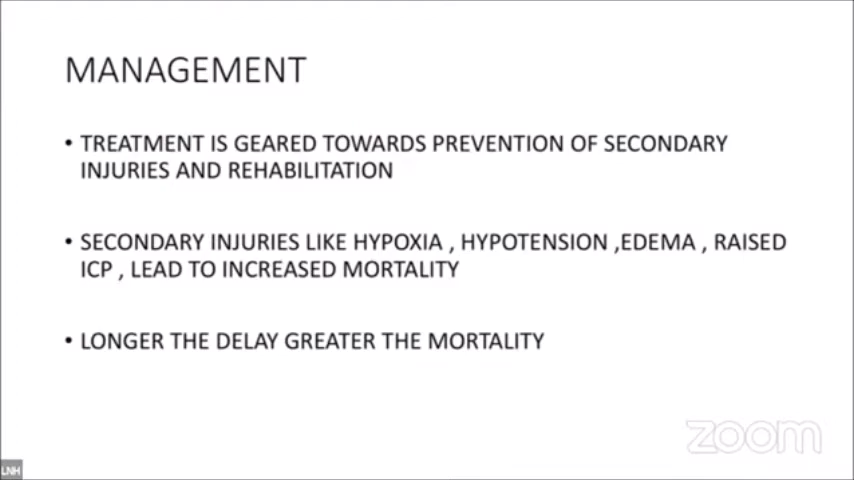 MANAGEMENT
• TREATMENT IS GEARED TOWARDS PREVENTION OF SECONDARY
INJURIES AND REHABILITATION
• SECONDARY INJURIES LIKE HYPOXIA , HYPOTENSION ,EDEMA , RAISED
ICP , LEAD TO INCREASED MORTALITY
• LONGER THE DELAY GREATER THE MORTALITY
zoom
LNH